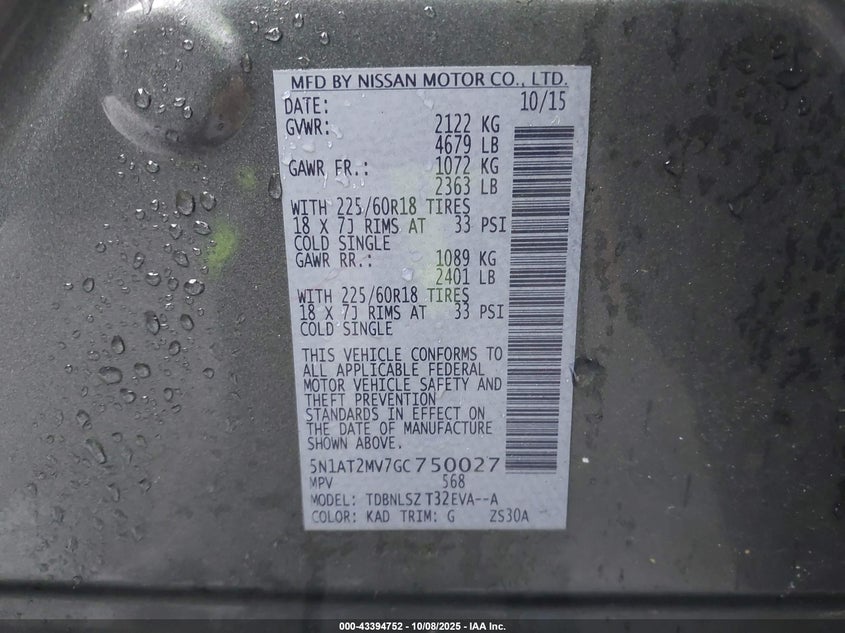 MFD BY NISSAN MOTOR CO., LTD.
DATE: 10/15
GVWR: 2122 KG
4679 LB
GAWR FR.: 1072 KG
2363 LB
WITH 225/60R18 TIRES
18 X 7J RIMS AT 33 PSI
COLD SINGLE
GAWR RR.: 1089 KG
2401 LB
WITH 225/60R18 TIRES
18 X 7J RIMS AT 33 PSI
COLD SINGLE
THIS VEHICLE CONFORMS TO
ALL APPLICABLE FEDERAL
MOTOR VEHICLE SAFETY AND
THEFT PREVENTION
STANDARDS IN EFFECT ON
THE DATE OF MANUFACTURE
SHOWN ABOVE.
5N1AT2MV7GC750027
MPV 568
MODEL: TDBNLSZ T32EVA--A
COLOR: KAD TRIM: G ZS30A
000-43394752 - 10/08/2025 - IAA Inc.